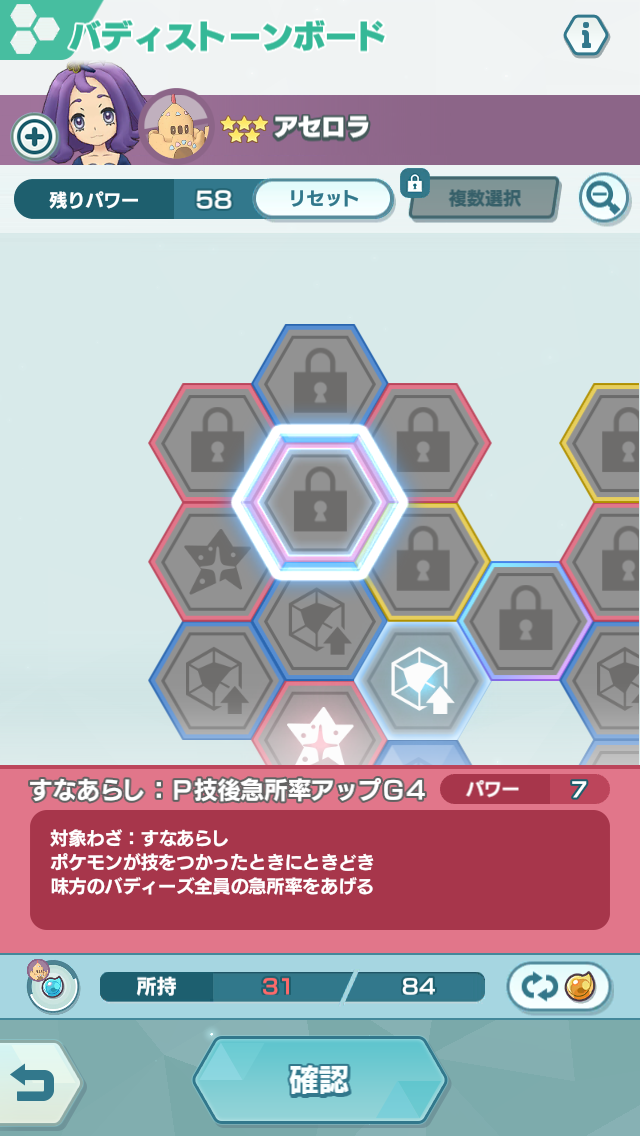 バディストーンボード
アセロラ
残りパワー 58 リセット 複数選択
すなあらし：P技後急所率アップG4 パワー 7
対象わざ：すなあらし
ポケモンが技をつかったときにときどき
味方のバディーズ全員の急所率をあげる
所持 31 / 84
確認